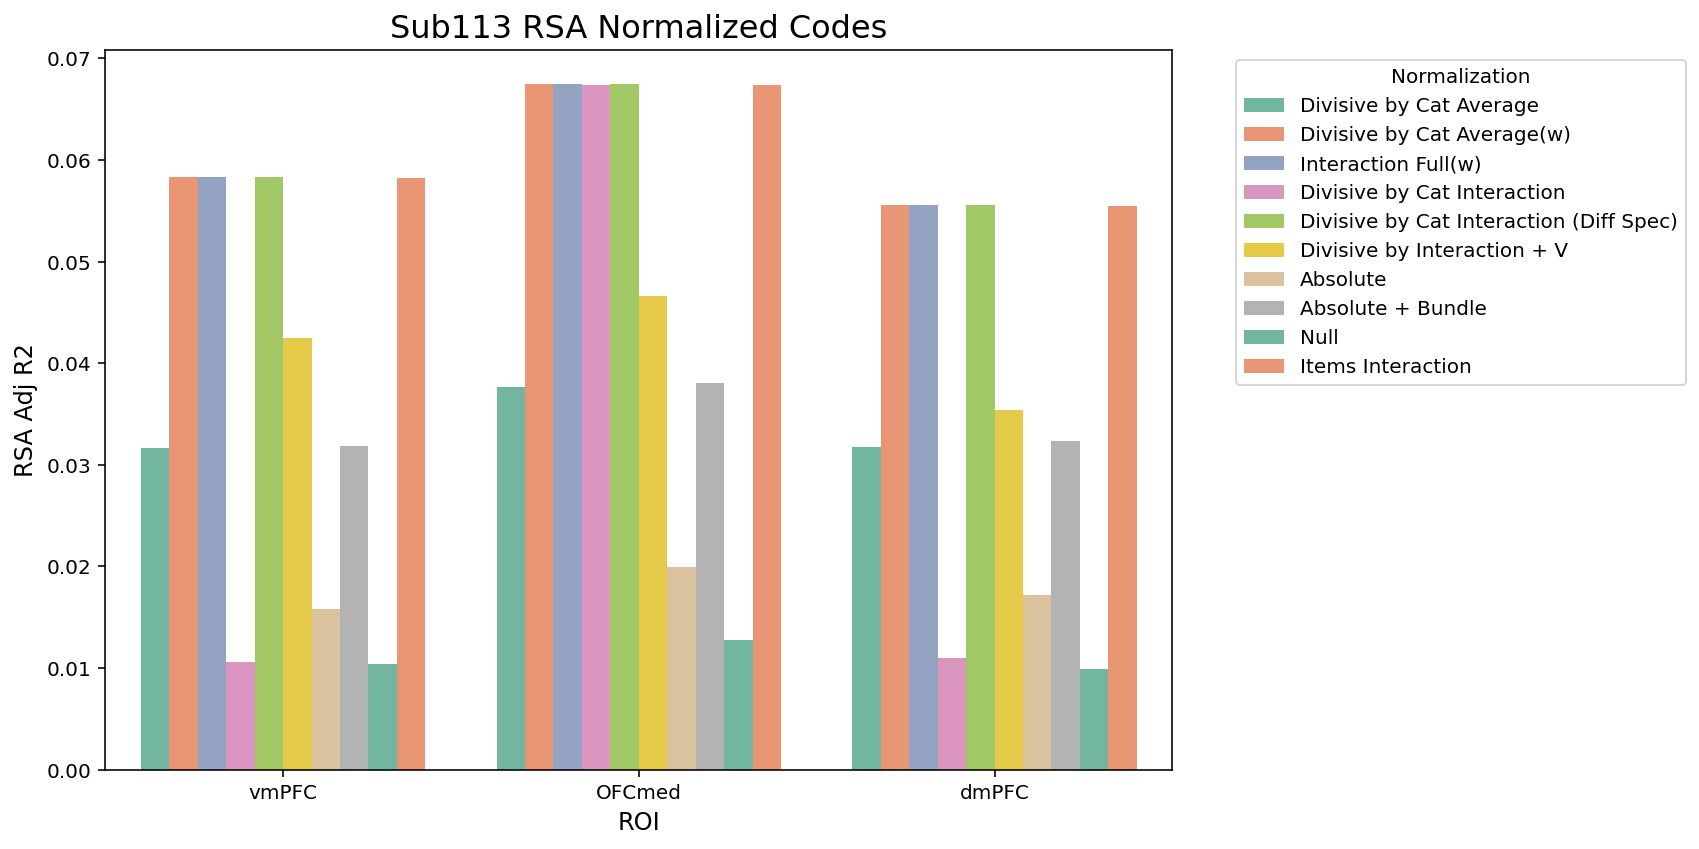 Sub113 RSA Normalized Codes
RSA Adj R2
0.07
0.06
0.05
0.04
0.03
0.02
0.01
0.00
vmPFC
OFCmed
dmPFC
ROI
Normalization
Divisive by Cat Average
Divisive by Cat Average(w)
Interaction Full(w)
Divisive by Cat Interaction
Divisive by Cat Interaction (Diff Spec)
Divisive by Interaction + V
Absolute
Absolute + Bundle
Null
Items Interaction